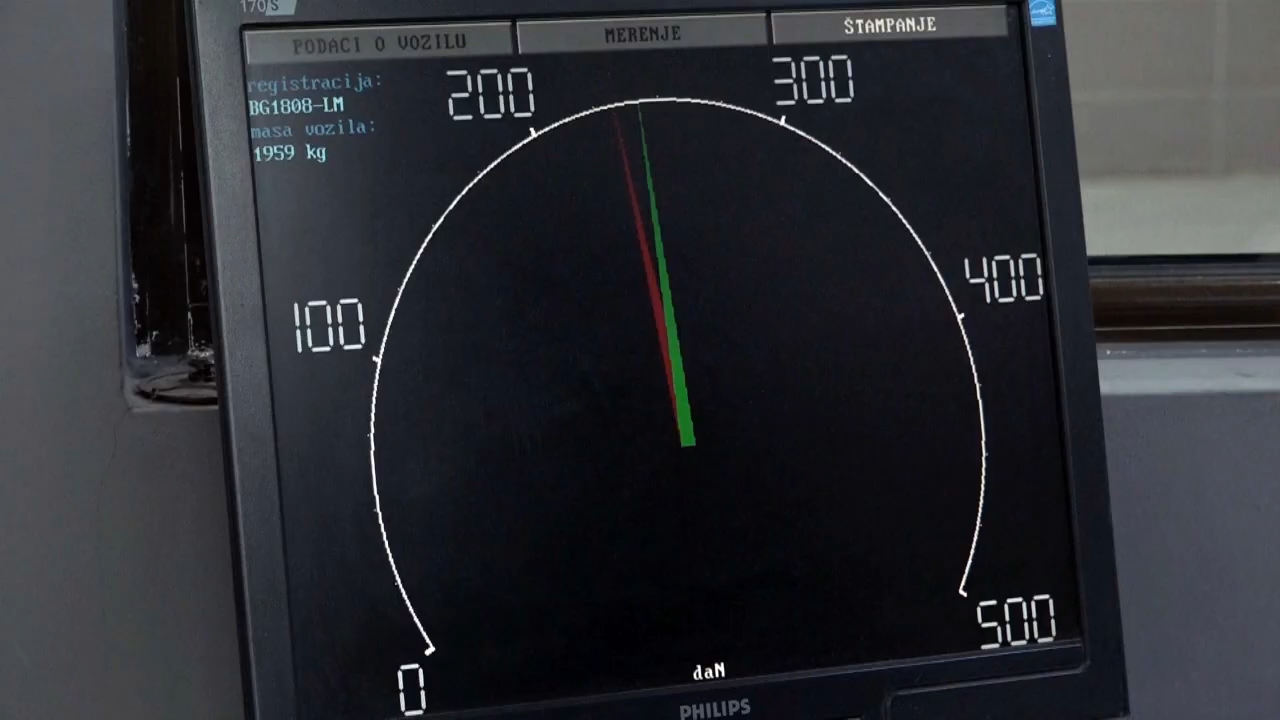 170S
PODACI O VOZILU
MERENJE
ŠTAMPANJE
registracija:
BG1808-LM
masa vozila:
1959 kg
200
300
100
400
0
500
daN
PHILIPS